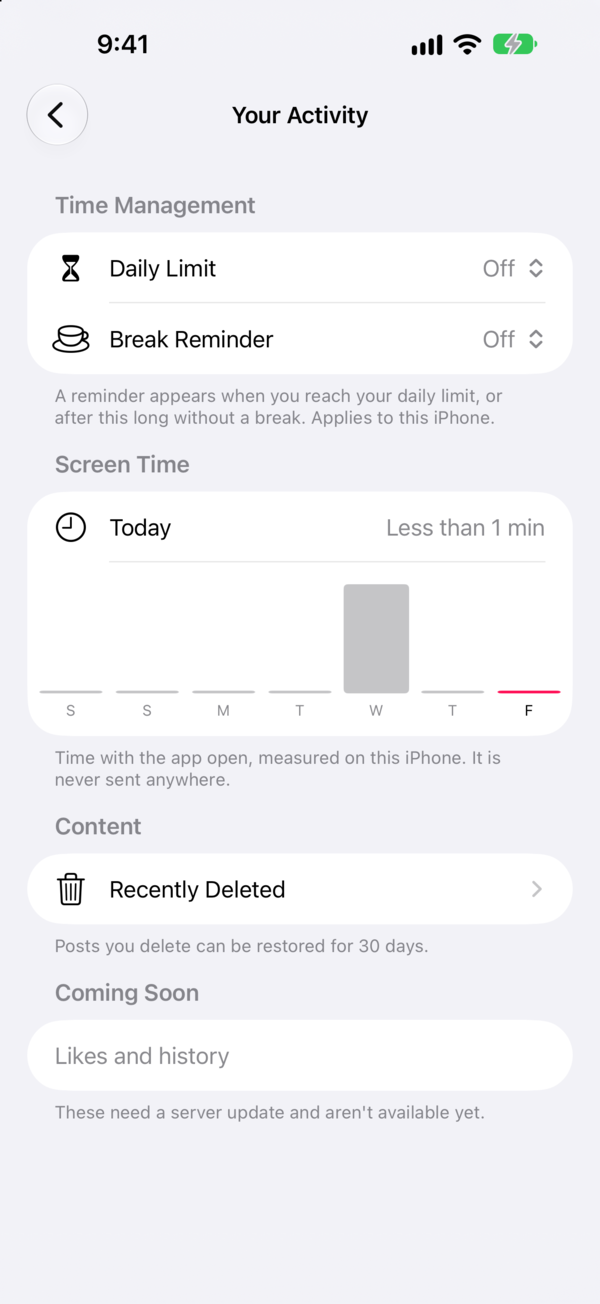 9:41
Your Activity
Time Management
Daily Limit Off
Break Reminder Off
A reminder appears when you reach your daily limit, or
after this long without a break. Applies to this iPhone.
Screen Time
Today Less than 1 min
S S M T W T F
Time with the app open, measured on this iPhone. It is
never sent anywhere.
Content
Recently Deleted
Posts you delete can be restored for 30 days.
Coming Soon
Likes and history
These need a server update and aren't available yet.